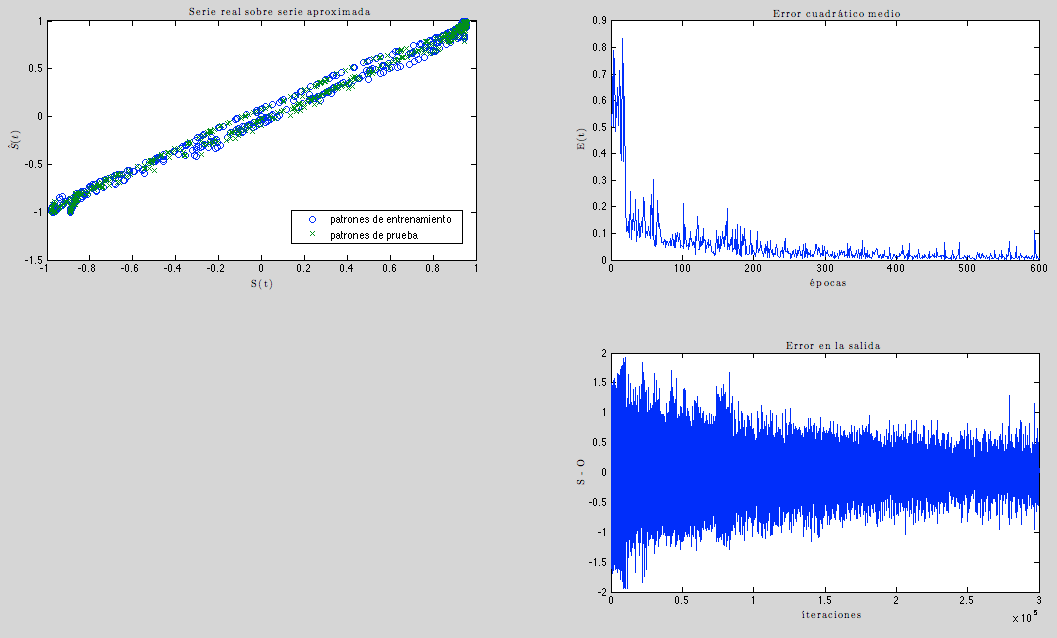 Serie real sobre serie aproximada
1
0.5
0
-0.5
-1
-1.5
Ŝ(t)
-1 -0.8 -0.6 -0.4 -0.2 0 0.2 0.4 0.6 0.8 1
S(t)
patrones de entrenamiento
patrones de prueba
Error cuadrático medio
0.9
0.8
0.7
0.6
0.5
0.4
0.3
0.2
0.1
0
E(t)
0 100 200 300 400 500 600
épocas
Error en la salida
2
1.5
1
0.5
0
-0.5
-1
-1.5
-2
S - O
0 0.5 1 1.5 2 2.5 3
iteraciones
x 10⁵